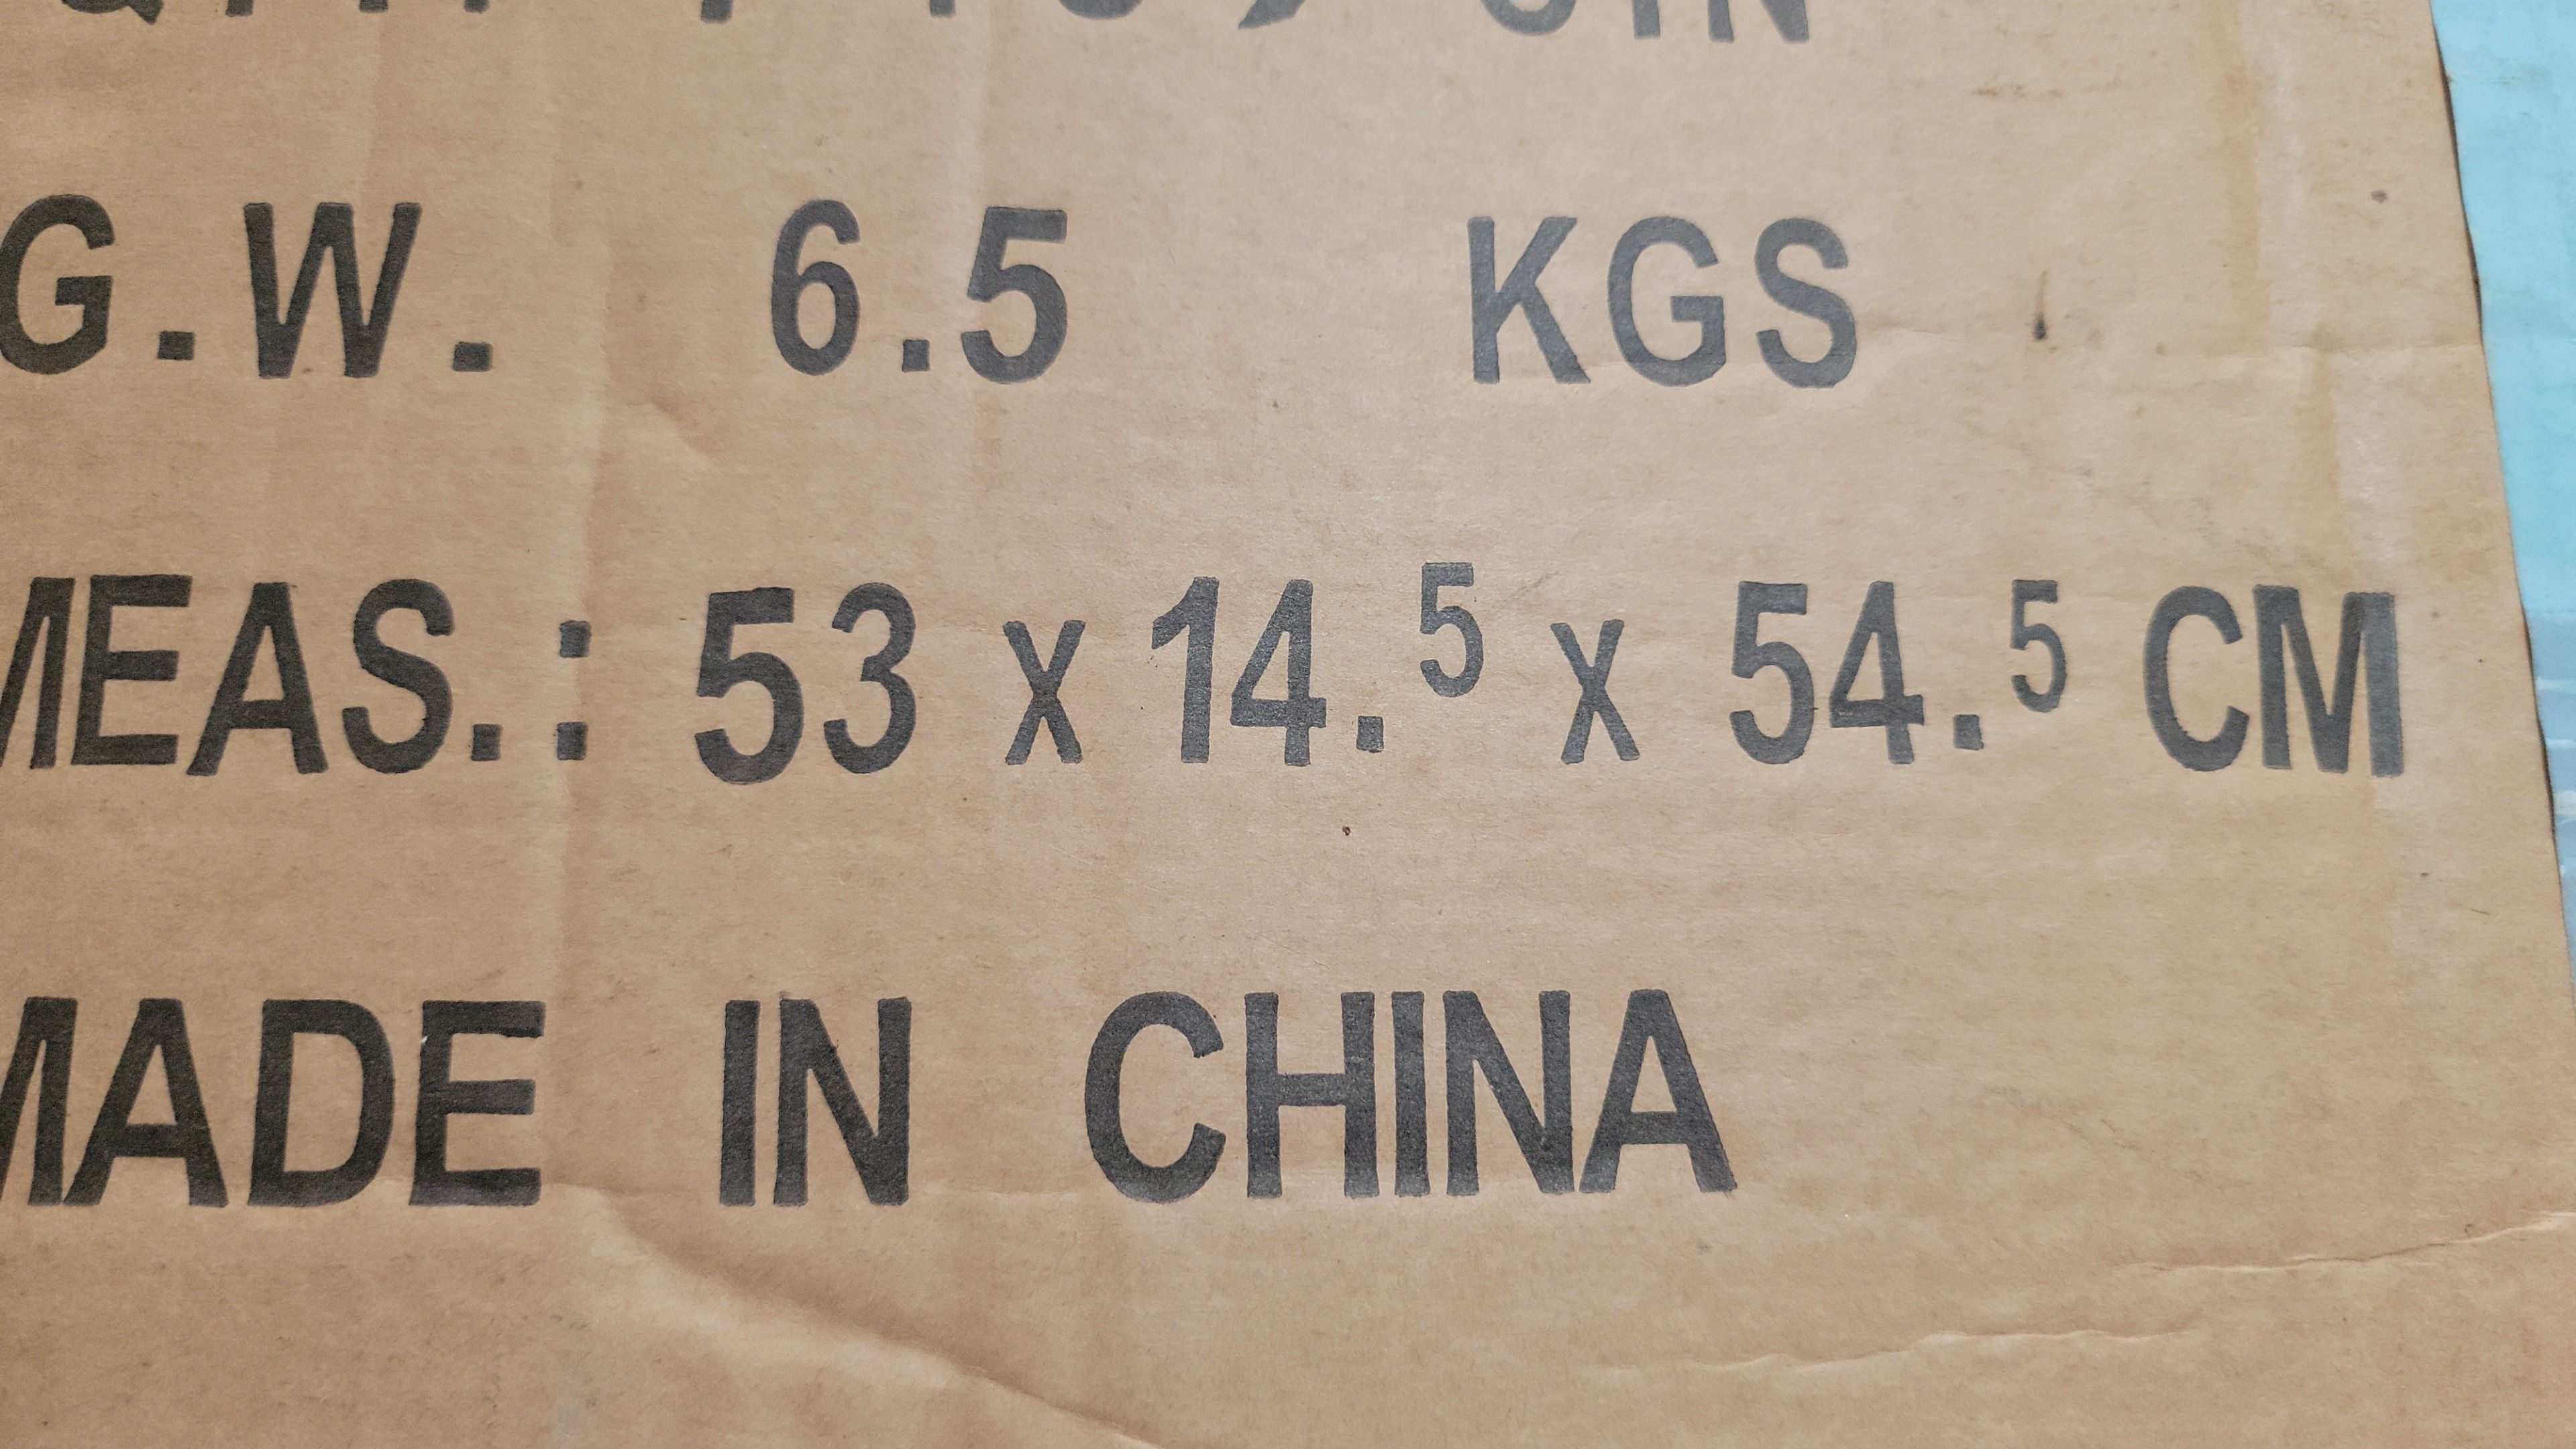 G.W. 6.5 KGS
MEAS.: 53 x 14.5 x 54.5 CM
MADE IN CHINA